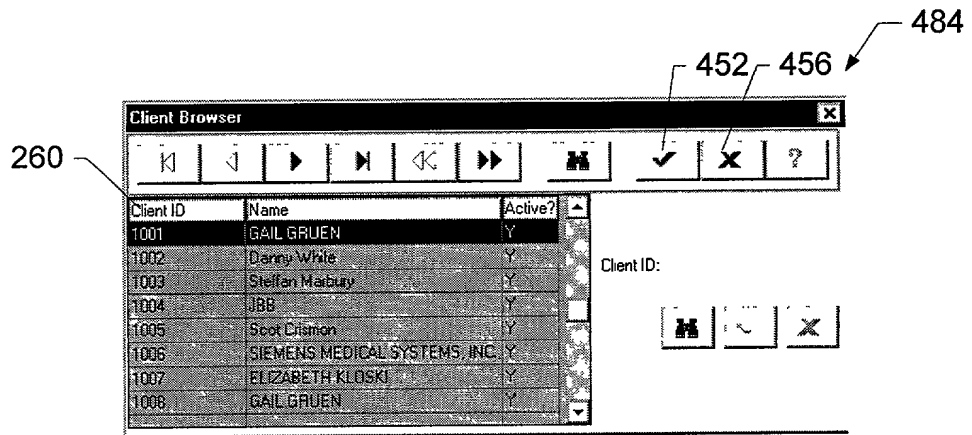 484
452 456
Client Browser
260
Client ID Name Active?
1001 GAIL GRUEN Y
1002 Danny White Y
1003 Steffan Marbury Y
1004 JBB Y
1005 Scot Crismon Y
1006 SIEMENS MEDICAL SYSTEMS, INC. Y
1007 ELIZABETH KLOSKI Y
1008 GAIL GRUEN Y
Client ID: